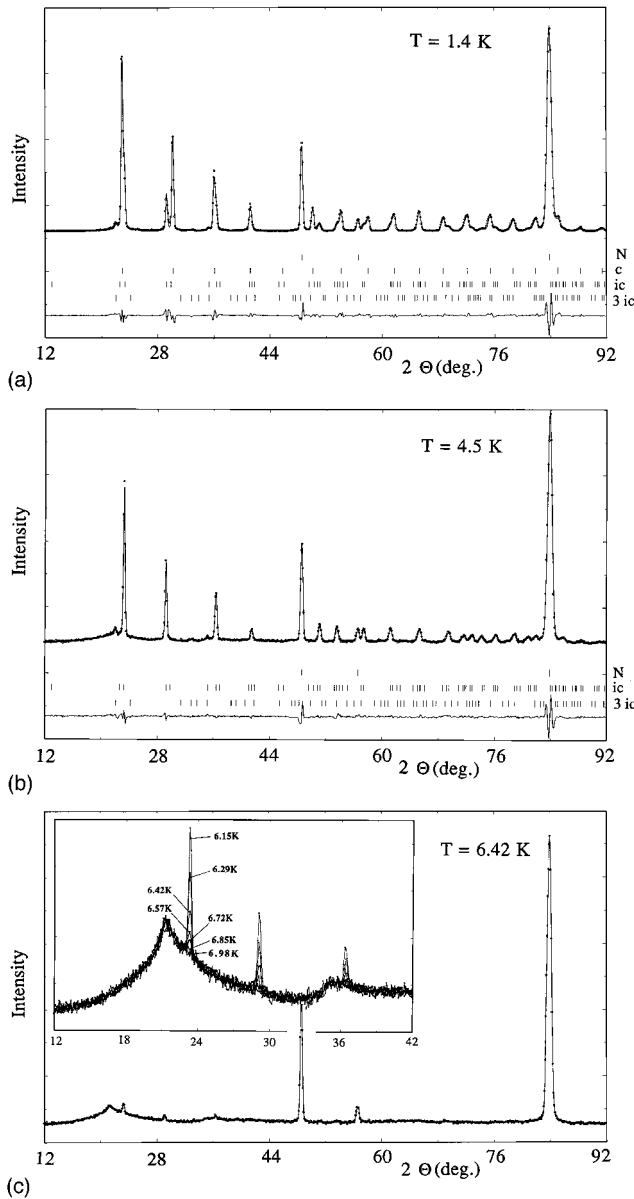 T = 1.4 K
Intensity
N
c
ic
3 ic
12 28 44 60 76 92
2 Θ (deg.)
(a)
T = 4.5 K
Intensity
N
ic
3 ic
12 28 44 60 76 92
2 Θ (deg.)
(b)
T = 6.42 K
6.15K
6.29K
6.42K
6.57K
6.72K
6.85K
6.98K
12 18 24 30 36 42
Intensity
12 28 44 60 76 92
2 Θ (deg.)
(c)